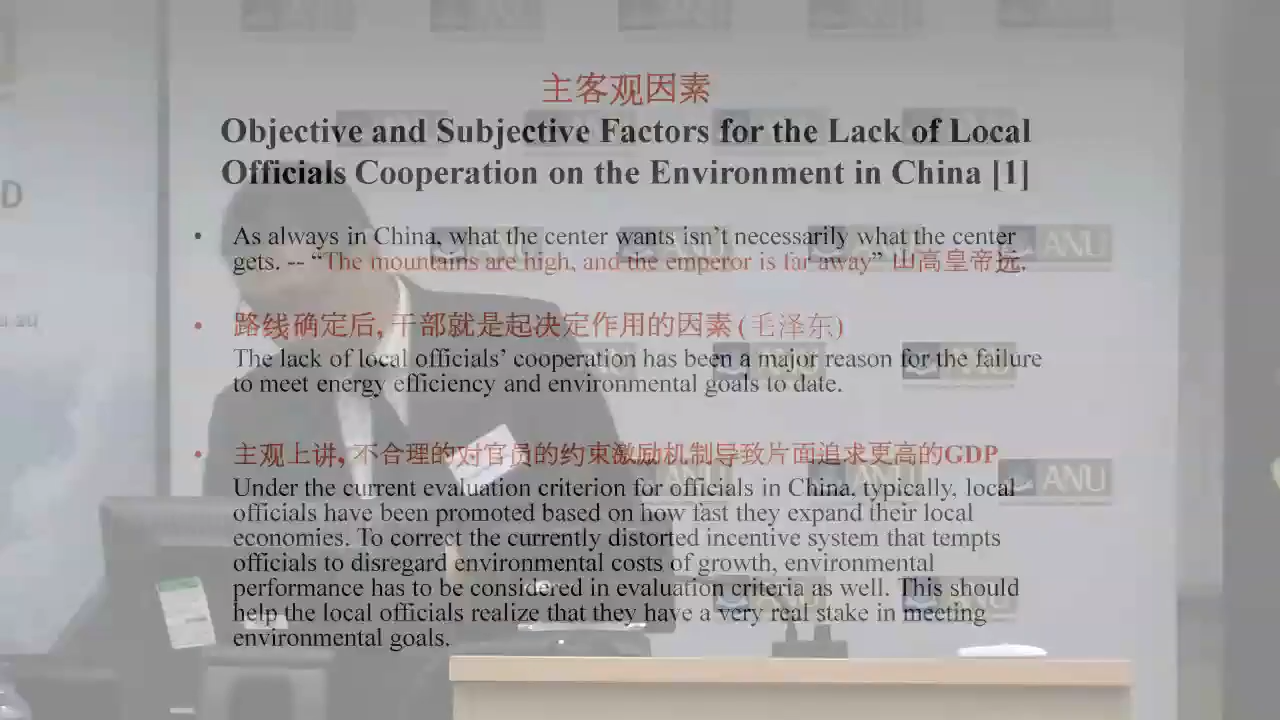 主客观因素
Objective and Subjective Factors for the Lack of Local
Officials Cooperation on the Environment in China [1]
• As always in China, what the center wants isn't necessarily what the center
gets. -- “The mountains are high, and the emperor is far away” 山高皇帝远.
• 路线确定后, 干部就是起决定作用的因素 (毛泽东)
The lack of local officials' cooperation has been a major reason for the failure
to meet energy efficiency and environmental goals to date.
• 主观上讲, 不合理的对官员的约束激励机制导致片面追求更高的GDP
Under the current evaluation criterion for officials in China, typically, local
officials have been promoted based on how fast they expand their local
economies. To correct the currently distorted incentive system that tempts
officials to disregard environmental costs of growth, environmental
performance has to be considered in evaluation criteria as well. This should
help the local officials realize that they have a very real stake in meeting
environmental goals.
D
ANU
ANU
ANU
ANU